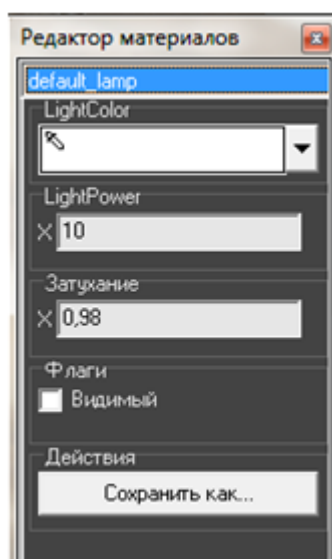 Редактор материалов
default_lamp
LightColor
LightPower
X 10
Затухание
X 0,98
Флаги
Видимый
Действия
Сохранить как...